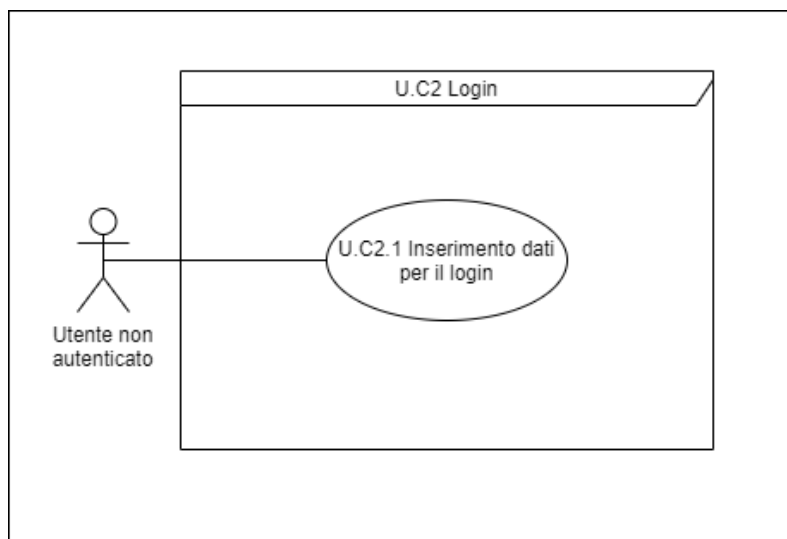 U.C2 Login
U.C2.1 Inserimento dati
per il login
Utente non
autenticato